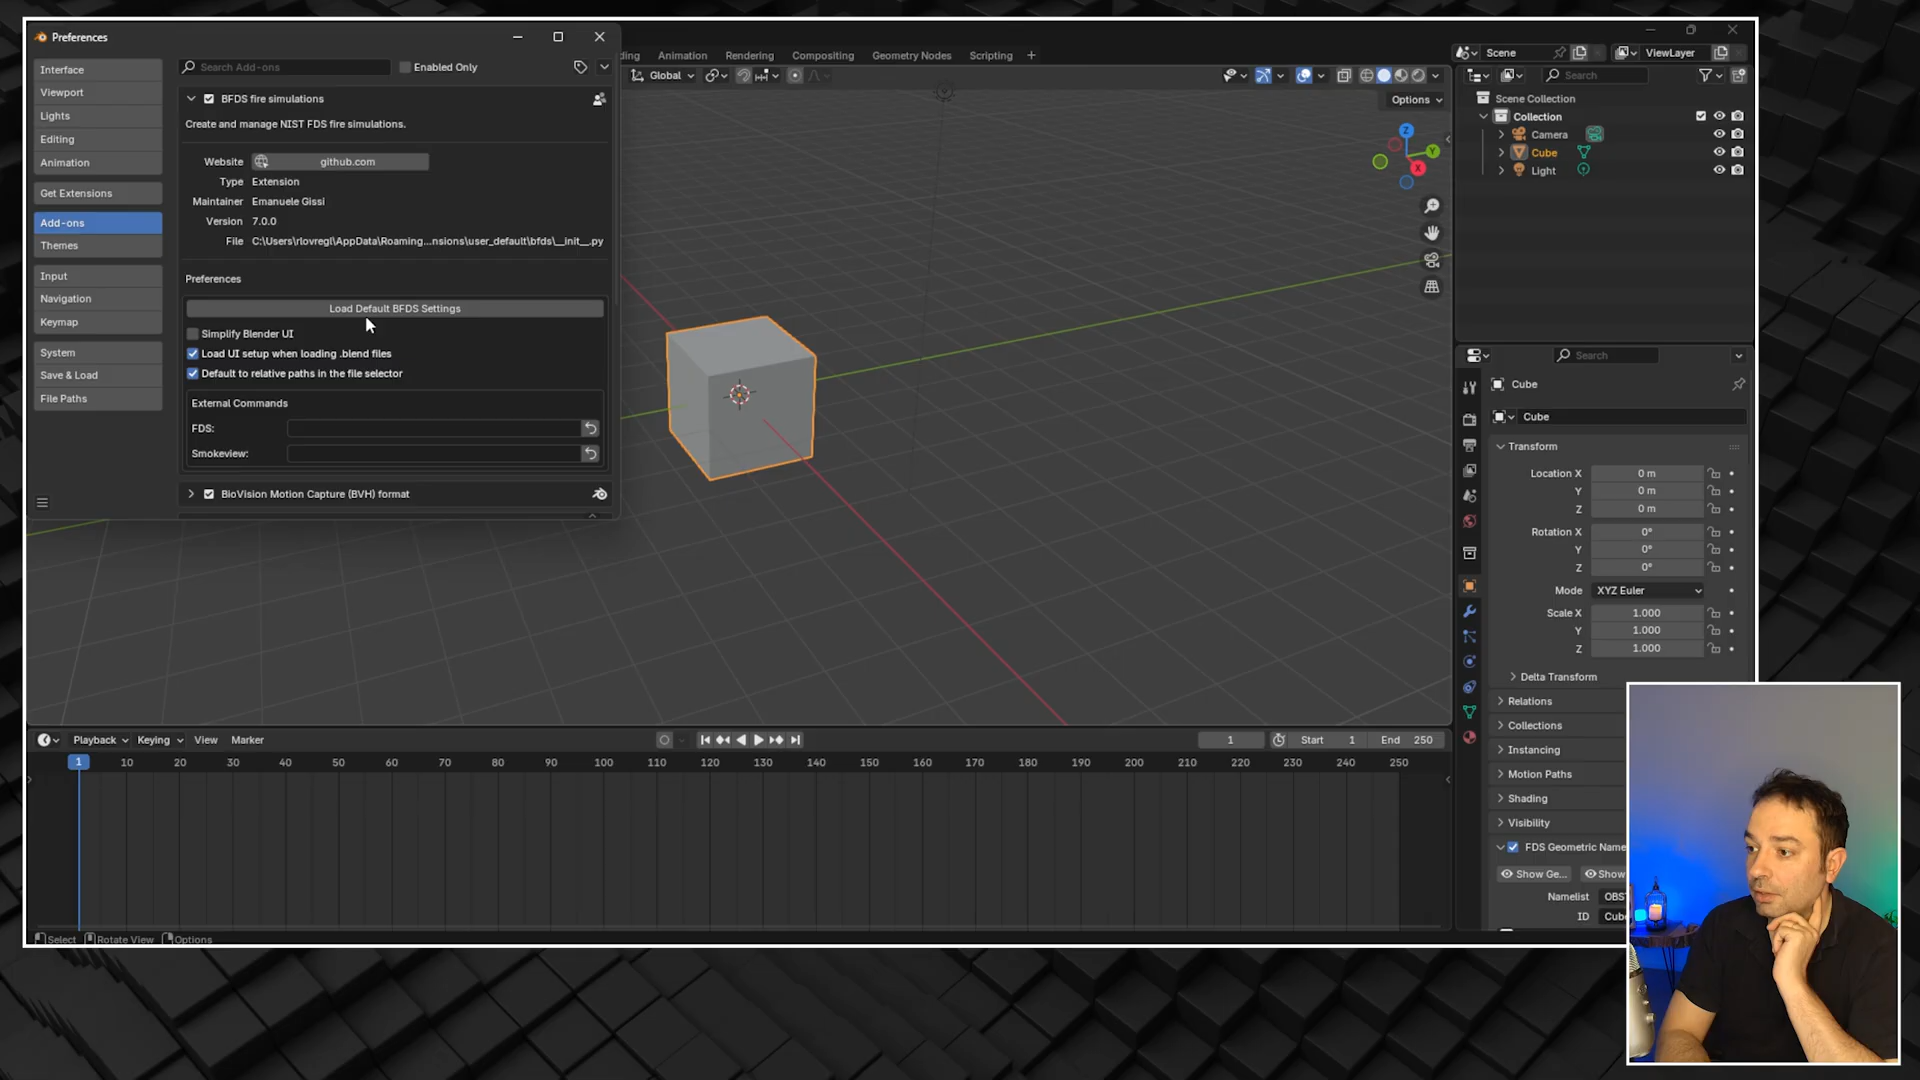 Preferences
Interface
Viewport
Lights
Editing
Animation
Get Extensions
Add-ons
Themes
Input
Navigation
Keymap
System
Save & Load
File Paths
Search Add-ons
Enabled Only
BFDS fire simulations
Create and manage NIST FDS fire simulations.
Website github.com
Type Extension
Maintainer Emanuele Gissi
Version 7.0.0
File C:\Users\rlovregl\AppData\Roaming...nsions\user_default\bfds\__init__.py
Preferences
Load Default BFDS Settings
Simplify Blender UI
Load UI setup when loading .blend files
Default to relative paths in the file selector
External Commands
FDS:
Smokeview:
BioVision Motion Capture (BVH) format
ding Animation Rendering Compositing Geometry Nodes Scripting +
Scene ViewLayer
Global
Options
Z
Y
X
Search
Scene Collection
Collection
Camera
Cube
Light
Search
Cube
Cube
Transform
Location X 0 m
Y 0 m
Z 0 m
Rotation X 0°
Y 0°
Z 0°
Mode XYZ Euler
Scale X 1.000
Y 1.000
Z 1.000
Delta Transform
Relations
Collections
Instancing
Motion Paths
Shading
Visibility
FDS Geometric Name
Show Ge... Show
Namelist OBS
ID Cub
Playback Keying View Marker
1 Start 1 End 250
1 10 20 30 40 50 60 70 80 90 100 110 120 130 140 150 160 170 180 190 200 210 220 230 240 250
Select Rotate View Options